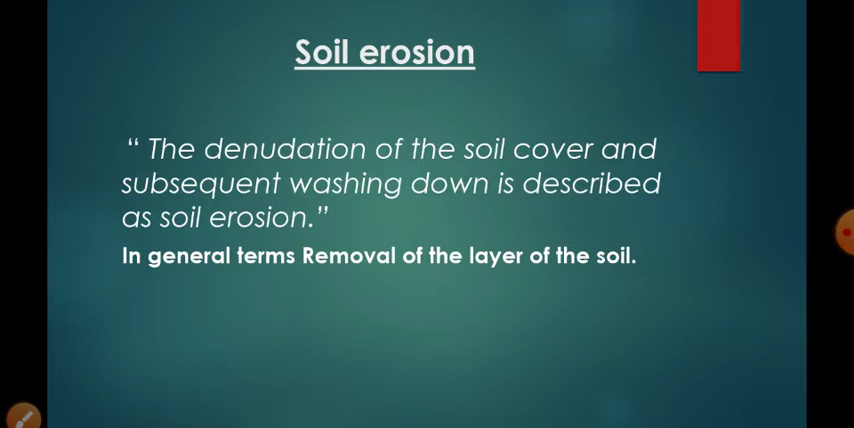 Soil erosion
“ The denudation of the soil cover and
subsequent washing down is described
as soil erosion.”
In general terms Removal of the layer of the soil.